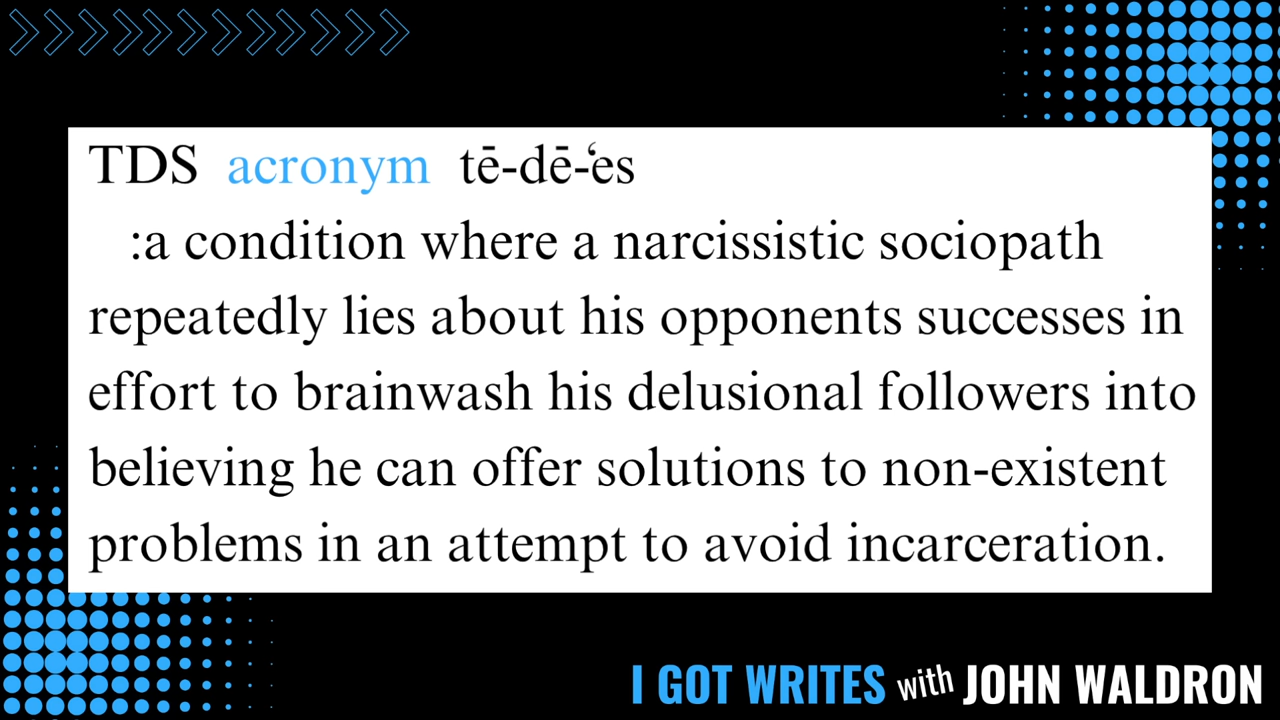 TDS acronym tē-dē-‘es
:a condition where a narcissistic sociopath
repeatedly lies about his opponents successes in
effort to brainwash his delusional followers into
believing he can offer solutions to non-existent
problems in an attempt to avoid incarceration.
I GOT WRITES with JOHN WALDRON